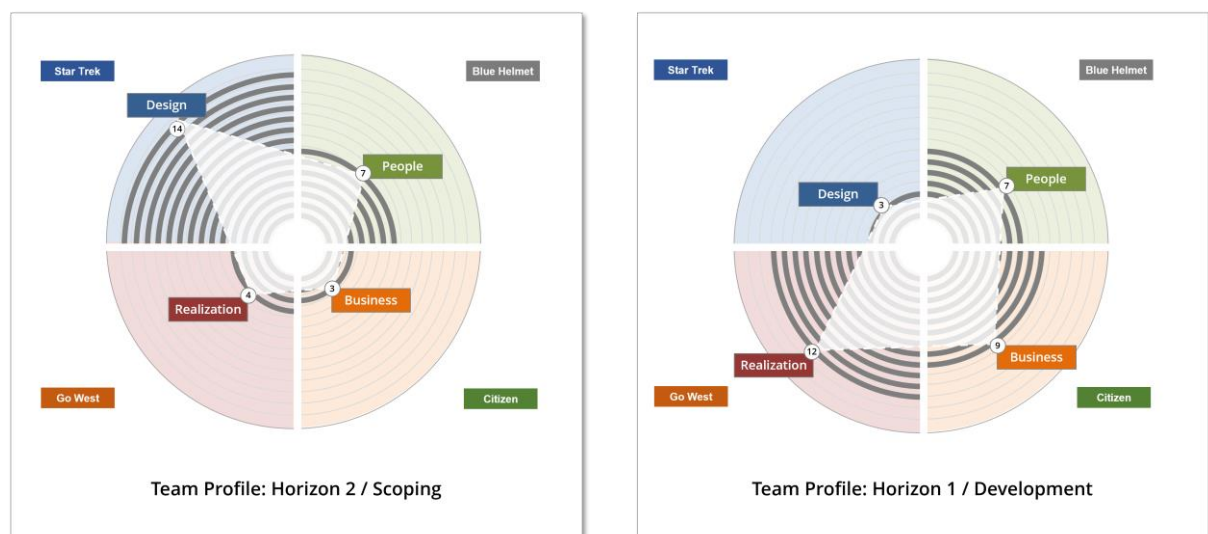 Star Trek
Blue Helmet
Design
14
7
People
4
3
Realization
Business
Go West
Citizen
Team Profile: Horizon 2 / Scoping
Star Trek
Blue Helmet
Design
3
7
People
12
9
Realization
Business
Go West
Citizen
Team Profile: Horizon 1 / Development